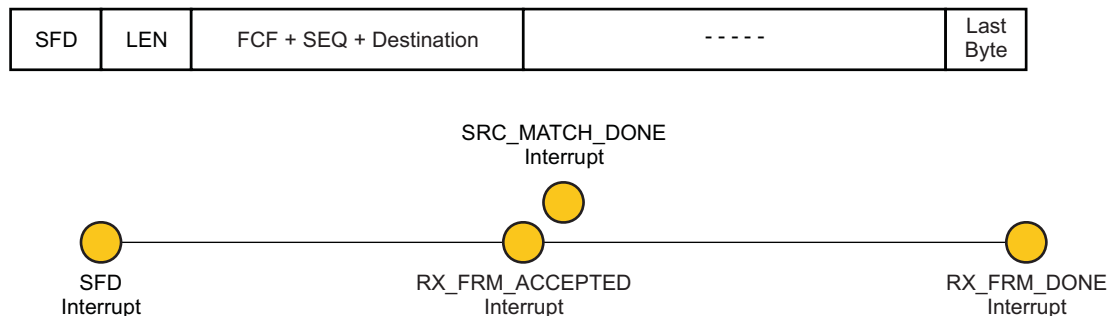 SFD
LEN
FCF + SEQ + Destination
- - - - -
Last
Byte
SRC_MATCH_DONE
Interrupt
SFD
Interrupt
RX_FRM_ACCEPTED
Interrupt
RX_FRM_DONE
Interrupt